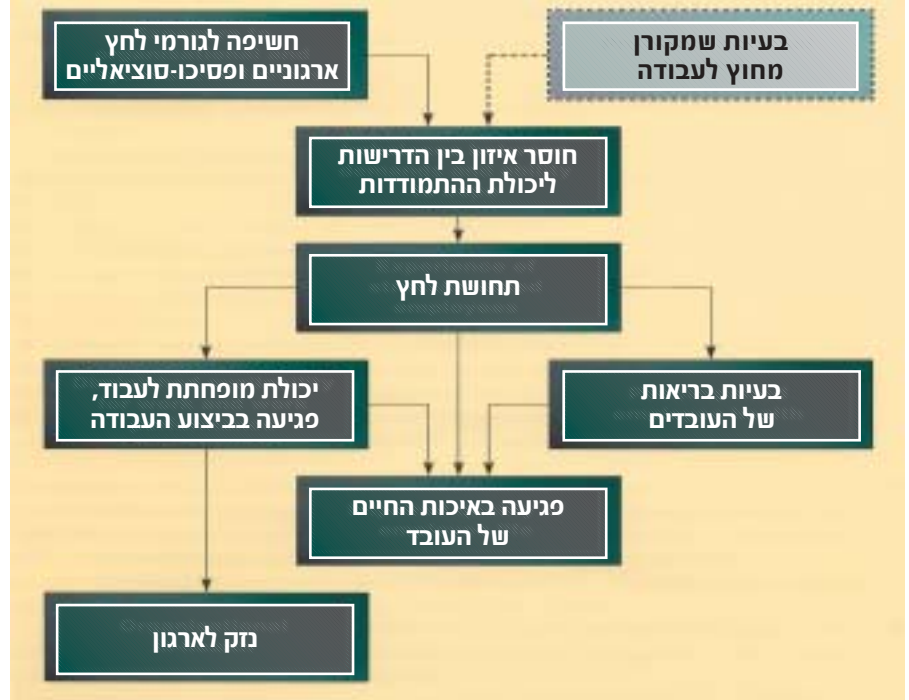 בעיות שמקורן
מחוץ לעבודה
חשיפה לגורמי לחץ
ארגוניים ופסיכו-סוציאליים
חוסר איזון בין הדרישות
ליכולת ההתמודדות
תחושת לחץ
בעיות בריאות
של העובדים
יכולת מופחתת לעבוד,
פגיעה בביצוע העבודה
פגיעה באיכות החיים
של העובד
נזק לארגון